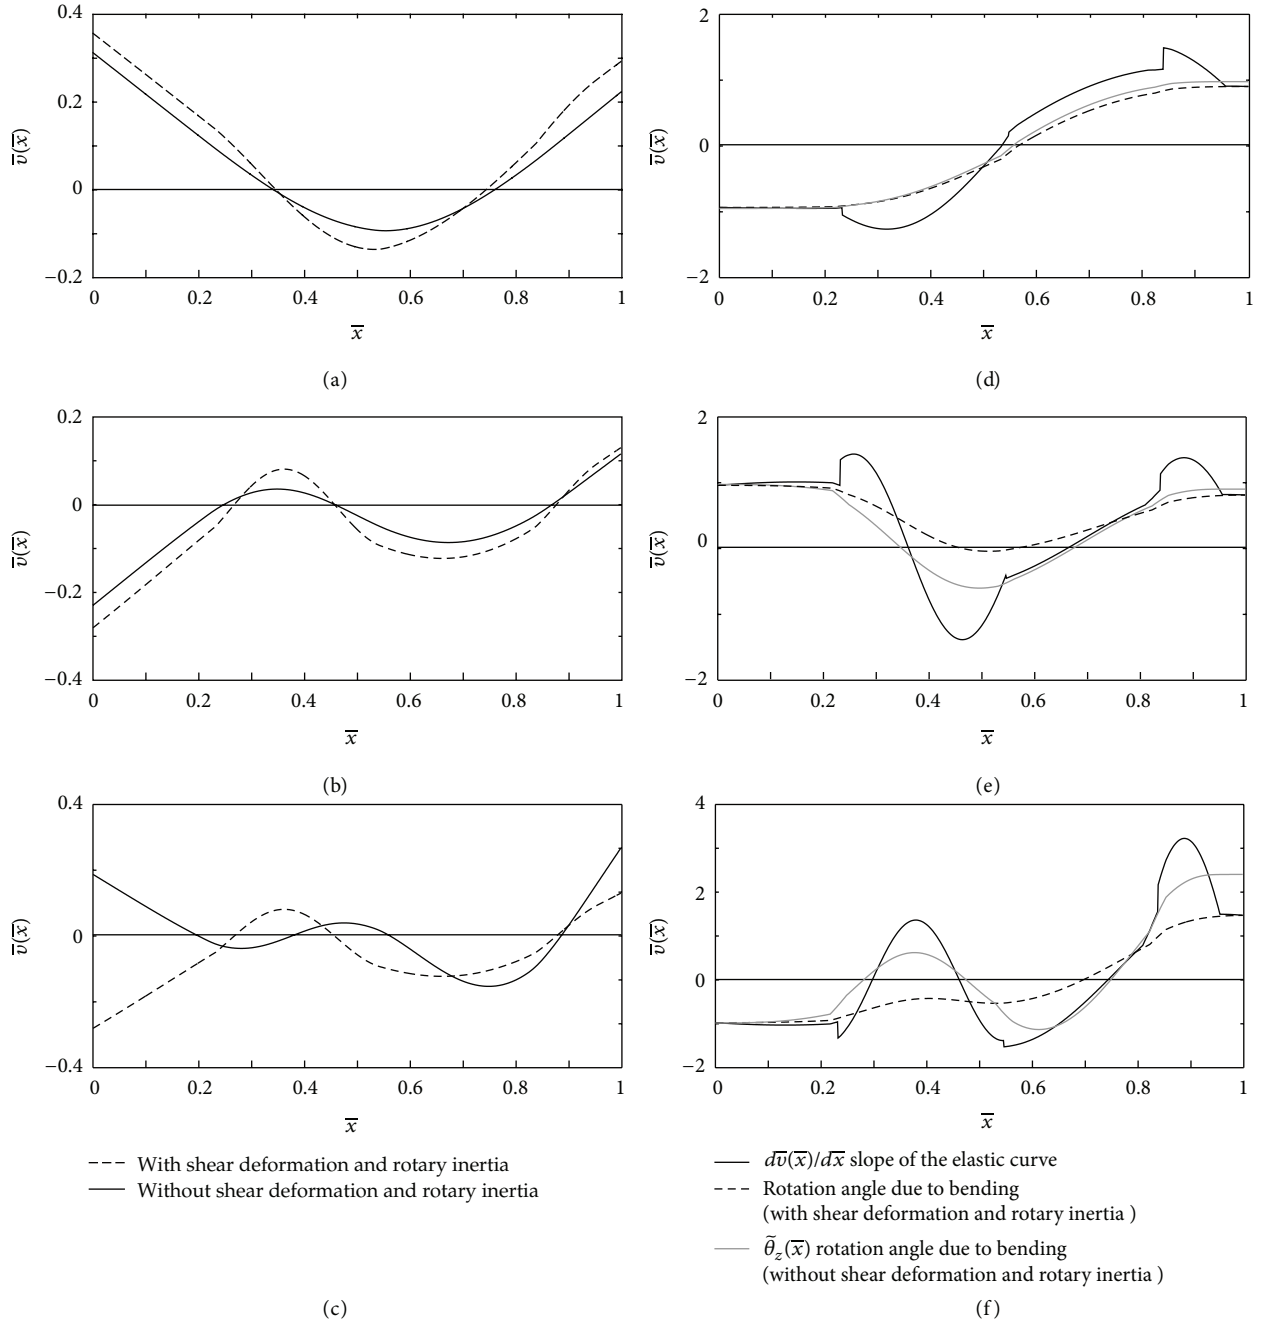 0.4
0.2
0
−0.2
v̅(x̅)
0 0.2 0.4 0.6 0.8 1
x̅
(a)
2
1
0
−2
v̅(x̅)
0 0.2 0.4 0.6 0.8 1
x̅
(d)
0.2
0
−0.2
−0.4
v̅(x̅)
0 0.2 0.4 0.6 0.8 1
x̅
(b)
2
1
0
−2
v̅(x̅)
0 0.2 0.4 0.6 0.8 1
x̅
(e)
0.4
0
−0.4
v̅(x̅)
0 0.2 0.4 0.6 0.8 1
x̅
With shear deformation and rotary inertia
Without shear deformation and rotary inertia
(c)
4
2
0
−2
v̅(x̅)
0 0.2 0.4 0.6 0.8 1
x̅
dv̅(x̅)/dx̅ slope of the elastic curve
Rotation angle due to bending
(with shear deformation and rotary inertia )
θ̃z(x̅) rotation angle due to bending
(without shear deformation and rotary inertia )
(f)